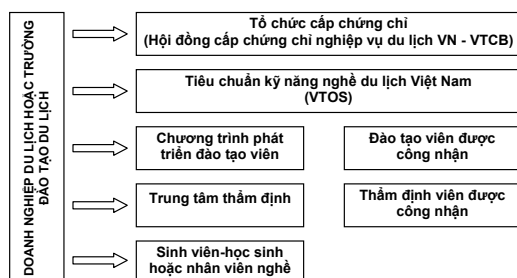 DOANH NGHIỆP DU LỊCH HOẶC TRƯỜNG
ĐÀO TẠO DU LỊCH
Tổ chức cấp chứng chỉ
(Hội đồng cấp chứng chỉ nghiệp vụ du lịch VN - VTCB)
Tiêu chuẩn kỹ năng nghề du lịch Việt Nam
(VTOS)
Chương trình phát
triển đào tạo viên
Đào tạo viên được
công nhận
Trung tâm thẩm định
Thẩm định viên được
công nhận
Sinh viên-học sinh
hoặc nhân viên nghề